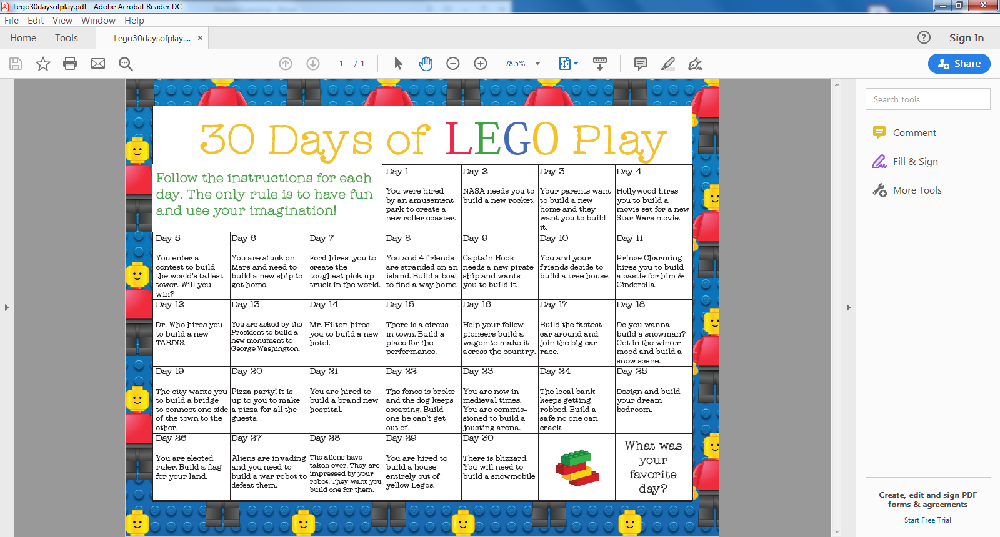 Lego30daysofplay.pdf - Adobe Acrobat Reader DC
File Edit View Window Help
Home Tools Lego30daysofplay.... × ? Sign In
1 / 1 78.5% Share
Search tools
Comment
Fill & Sign
More Tools
Create, edit and sign PDF
forms & agreements
Start Free Trial
30 Days of LEGO Play
Follow the instructions for each
day. The only rule is to have fun
and use your imagination!
Day 1
You were hired
by an amusement
park to create a
new roller coaster.
Day 2
NASA needs you to
build a new rocket.
Day 3
Your parents want
to build a new
home and they
want you to build
it.
Day 4
Hollywood hires
you to build a
movie set for a new
Star Wars movie.
Day 5
You enter a
contest to build
the world's tallest
tower. Will you
win?
Day 6
You are stuck on
Mars and need to
build a new ship to
get home.
Day 7
Ford hires you to
create the
toughest pick up
truck in the world.
Day 8
You and 4 friends
are stranded on an
island. Build a boat
to find a way home.
Day 9
Captain Hook
needs a new pirate
ship and wants
you to build it.
Day 10
You and your
friends decide to
build a tree house.
Day 11
Prince Charming
hires you to build
a castle for him &
Cinderella.
Day 12
Dr. Who hires you
to build a new
TARDIS.
Day 13
You are asked by the
President to build a
new monument to
George Washington.
Day 14
Mr. Hilton hires
you to build a new
hotel.
Day 15
There is a circus
in town. Build a
place for the
performance.
Day 16
Help your fellow
pioneers build a
wagon to make it
across the country.
Day 17
Build the fastest
car around and
join the big car
race.
Day 18
Do you wanna
build a snowman?
Get in the winter
mood and build a
snow scene.
Day 19
The city wants you
to build a bridge
to connect one side
of the town to the
other.
Day 20
Pizza party! It is
up to you to make
a pizza for all the
guests.
Day 21
You are hired to
build a brand new
hospital.
Day 22
The fence is broke
and the dog keeps
escaping. Build
one he can't get
out of.
Day 23
You are now in
medieval times.
You are commis-
sioned to build a
jousting arena.
Day 24
The local bank
keeps getting
robbed. Build a
safe no one can
crack.
Day 25
Design and build
your dream
bedroom.
Day 26
You are elected
ruler. Build a flag
for your land.
Day 27
Aliens are invading
and you need to
build a war robot to
defeat them.
Day 28
The aliens have
taken over. They are
impressed by your
robot. They want you
build one for them.
Day 29
You are hired to
build a house
entirely out of
yellow Legos.
Day 30
There is blizzard.
You will need to
build a snowmobile
What was
your
favorite
day?